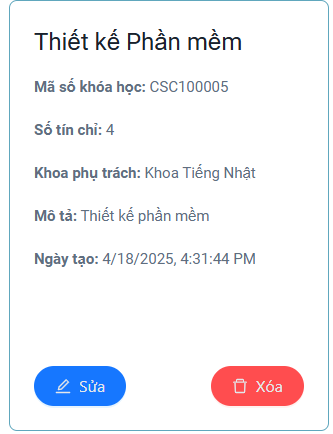 Thiết kế Phần mềm
Mã số khóa học: CSC100005
Số tín chỉ: 4
Khoa phụ trách: Khoa Tiếng Nhật
Mô tả: Thiết kế phần mềm
Ngày tạo: 4/18/2025, 4:31:44 PM
Sửa
Xóa